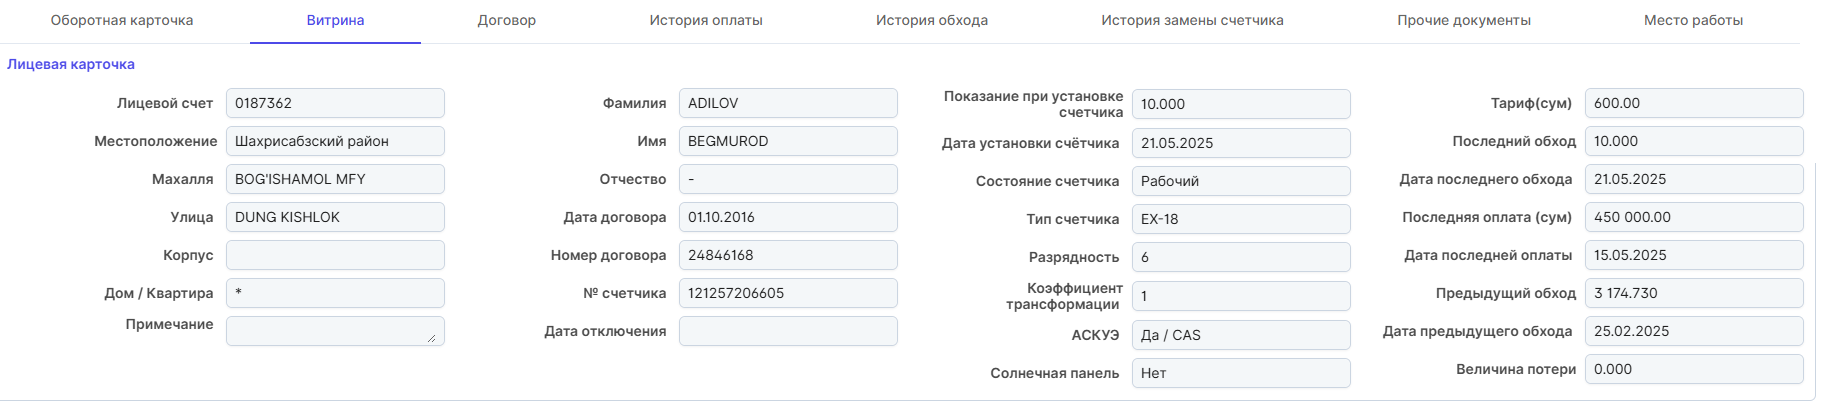 Оборотная карточка Витрина Договор История оплаты История обхода История замены счетчика Прочие документы Место работы
Лицевая карточка
Лицевой счет 0187362
Местоположение Шахрисабзский район
Махалля BOG'ISHAMOL MFY
Улица DUNG KISHLOK
Корпус
Дом / Квартира *
Примечание
Фамилия ADILOV
Имя BEGMUROD
Отчество -
Дата договора 01.10.2016
Номер договора 24846168
№ счетчика 121257206605
Дата отключения
Показание при установке
счетчика 10.000
Дата установки счётчика 21.05.2025
Состояние счетчика Рабочий
Тип счетчика EX-18
Разрядность 6
Коэффициент
трансформации 1
АСКУЭ Да / CAS
Солнечная панель Нет
Тариф(сум) 600.00
Последний обход 10.000
Дата последнего обхода 21.05.2025
Последняя оплата (сум) 450 000.00
Дата последней оплаты 15.05.2025
Предыдущий обход 3 174.730
Дата предыдущего обхода 25.02.2025
Величина потери 0.000